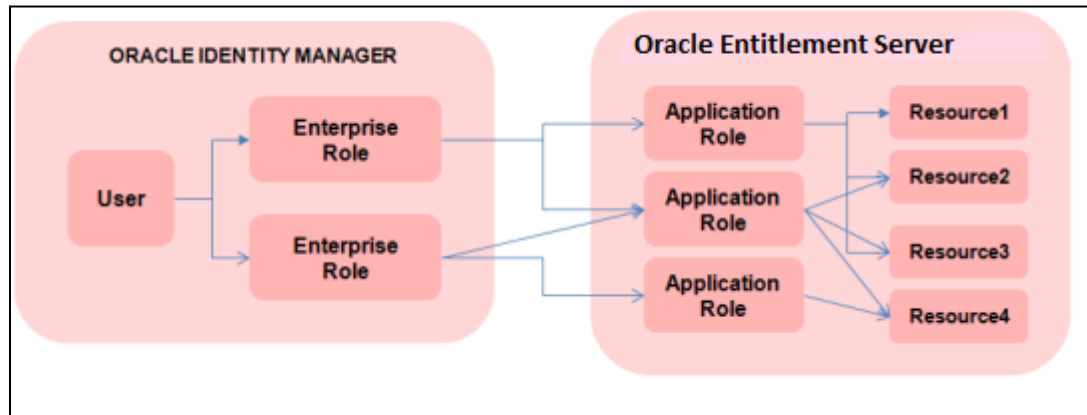 ORACLE IDENTITY MANAGER
User
Enterprise
Role
Enterprise
Role
Oracle Entitlement Server
Application
Role
Application
Role
Application
Role
Resource1
Resource2
Resource3
Resource4